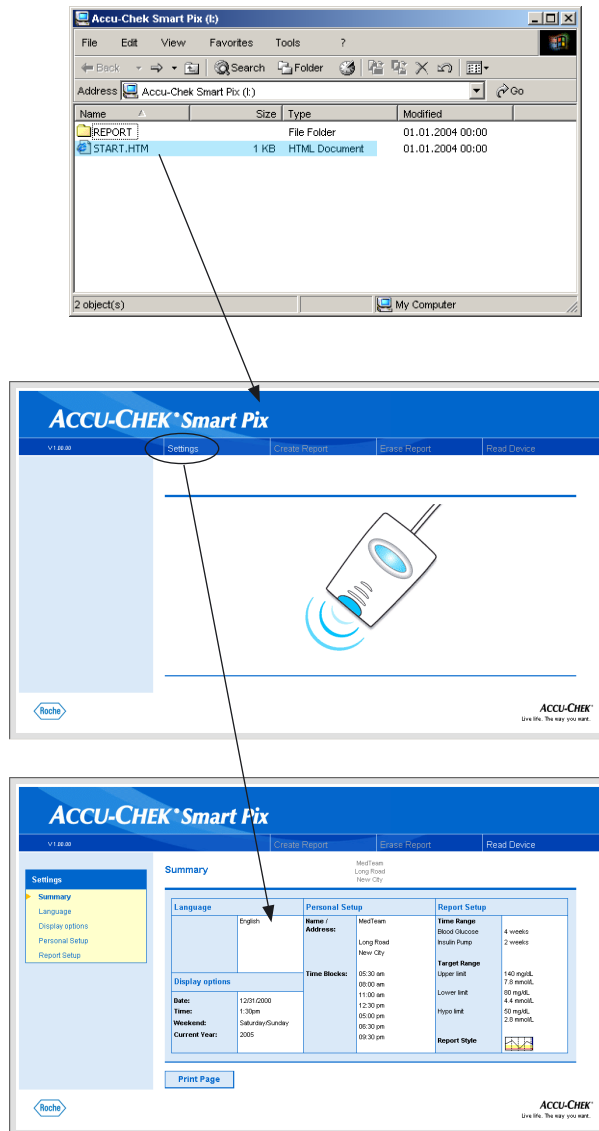 Accu-Chek Smart Pix (I:)
File Edit View Favorites Tools ?
Back Search Folder
Address Accu-Chek Smart Pix (I:) Go
Name Size Type Modified
REPORT File Folder 01.01.2004 00:00
START.HTM 1 KB HTML Document 01.01.2004 00:00
2 object(s) My Computer
ACCU-CHEK® Smart Pix
V1.00.00 Settings Create Report Erase Report Read Device
Roche
ACCU-CHEK®
Live life. The way you want.
ACCU-CHEK® Smart Pix
V1.00.00 Create Report Erase Report Read Device
Settings
Summary
Language
Display options
Personal Setup
Report Setup
Summary
MedTeam
Long Road
New City
Language
English
Display options
Date: 12/31/2000
Time: 1:30pm
Weekend: Saturday/Sunday
Current Year: 2005
Personal Setup
Name / Address: MedTeam
Long Road
New City
Time Blocks: 05:30 am
08:00 am
11:00 am
12:30 pm
05:00 pm
06:30 pm
09:30 pm
Report Setup
Time Range
Blood Glucose 4 weeks
Insulin Pump 2 weeks
Target Range
Upper limit 140 mg/dL
7.8 mmol/L
Lower limit 80 mg/dL
4.4 mmol/L
Hypo limit 50 mg/dL
2.8 mmol/L
Report Style
Print Page
Roche
ACCU-CHEK®
Live life. The way you want.